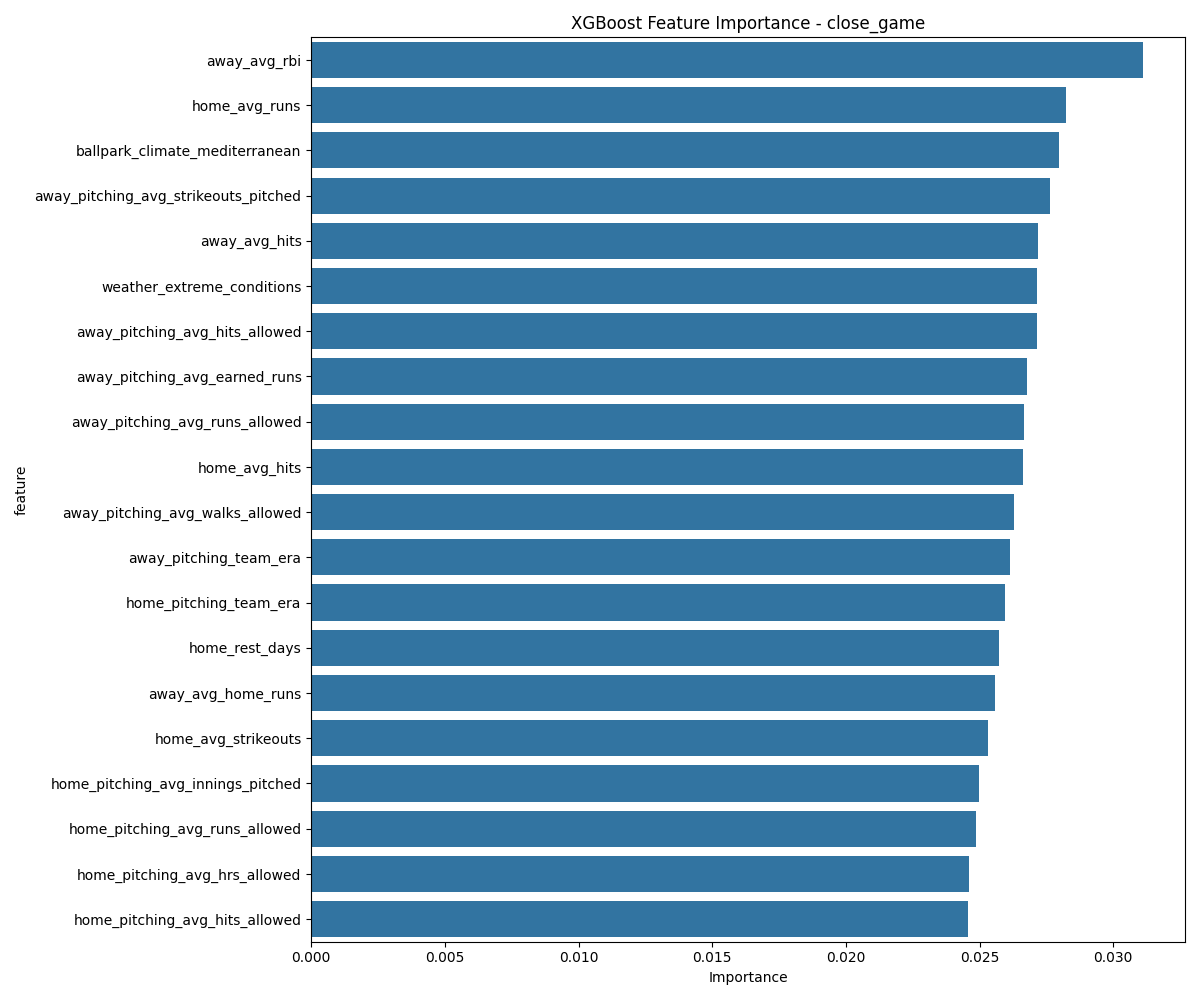 XGBoost Feature Importance - close_game
away_avg_rbi
home_avg_runs
ballpark_climate_mediterranean
away_pitching_avg_strikeouts_pitched
away_avg_hits
weather_extreme_conditions
away_pitching_avg_hits_allowed
away_pitching_avg_earned_runs
away_pitching_avg_runs_allowed
home_avg_hits
away_pitching_avg_walks_allowed
away_pitching_team_era
home_pitching_team_era
home_rest_days
away_avg_home_runs
home_avg_strikeouts
home_pitching_avg_innings_pitched
home_pitching_avg_runs_allowed
home_pitching_avg_hrs_allowed
home_pitching_avg_hits_allowed
feature
0.000 0.005 0.010 0.015 0.020 0.025 0.030
Importance